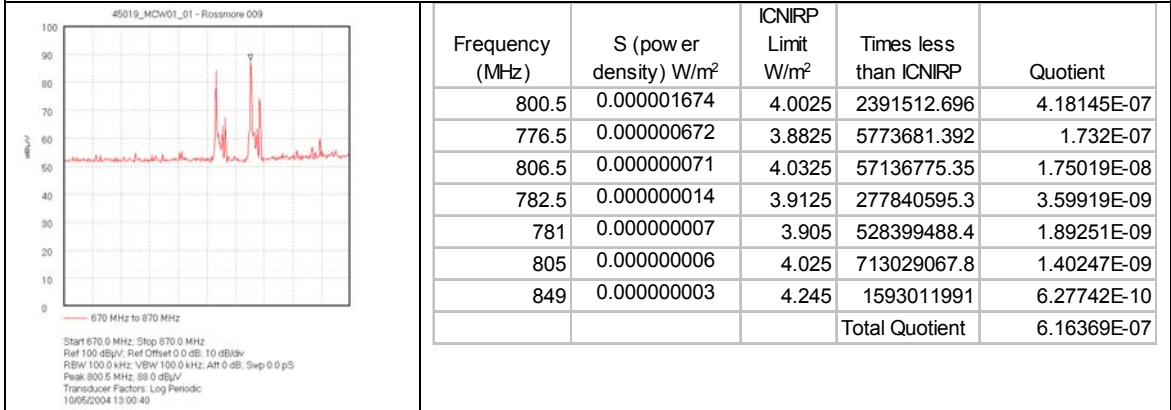 45019_MCW01_01 - Rossmore 009
100
90
80
70
60
50
40
30
20
10
0
dBµV
670 MHz to 870 MHz
Start 670.0 MHz; Stop 870.0 MHz
Ref 100 dBµV; Ref Offset 0.0 dB; 10 dB/div
RBW 100.0 kHz; VBW 100.0 kHz; Att 0 dB; Swp 0.0 pS
Peak 800.5 MHz, 88.0 dBµV
Transducer Factors: Log Periodic
10/05/2004 13:00:40
Frequency (MHz) S (power density) W/m² ICNIRP Limit W/m² Times less than ICNIRP Quotient
800.5 0.000001674 4.0025 2391512.696 4.18145E-07
776.5 0.000000672 3.8825 5773681.392 1.732E-07
806.5 0.000000071 4.0325 57136775.35 1.75019E-08
782.5 0.000000014 3.9125 277840595.3 3.59919E-09
781 0.000000007 3.905 528399488.4 1.89251E-09
805 0.000000006 4.025 713029067.8 1.40247E-09
849 0.000000003 4.245 1593011991 6.27742E-10
Total Quotient 6.16369E-07